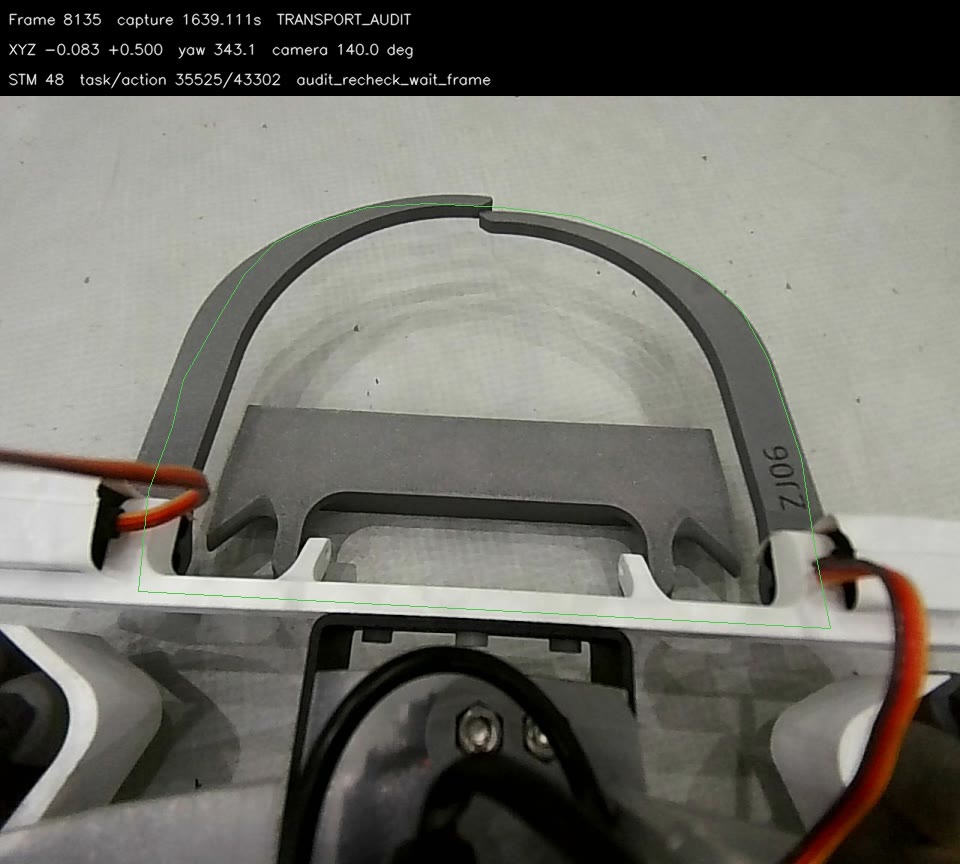 Frame 8135 capture 1639.111s TRANSPORT_AUDIT
XYZ −0.083 +0.500 yaw 343.1 camera 140.0 deg
STM 48 task/action 35525/43302 audit_recheck_wait_frame
ZJ06